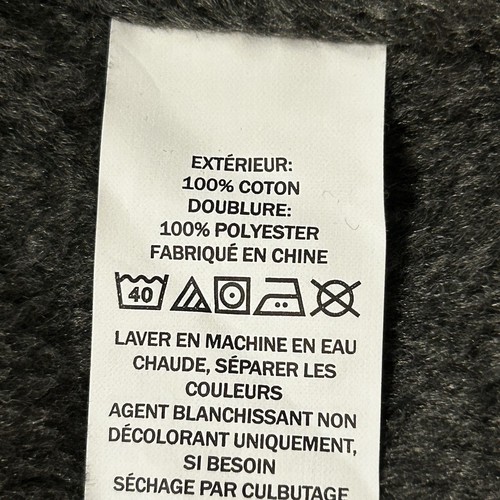 EXTÉRIEUR:
100% COTON
DOUBLURE:
100% POLYESTER
FABRIQUÉ EN CHINE
40
LAVER EN MACHINE EN EAU
CHAUDE, SÉPARER LES
COULEURS
AGENT BLANCHISSANT NON
DÉCOLORANT UNIQUEMENT,
SI BESOIN
SÉCHAGE PAR CULBUTAGE